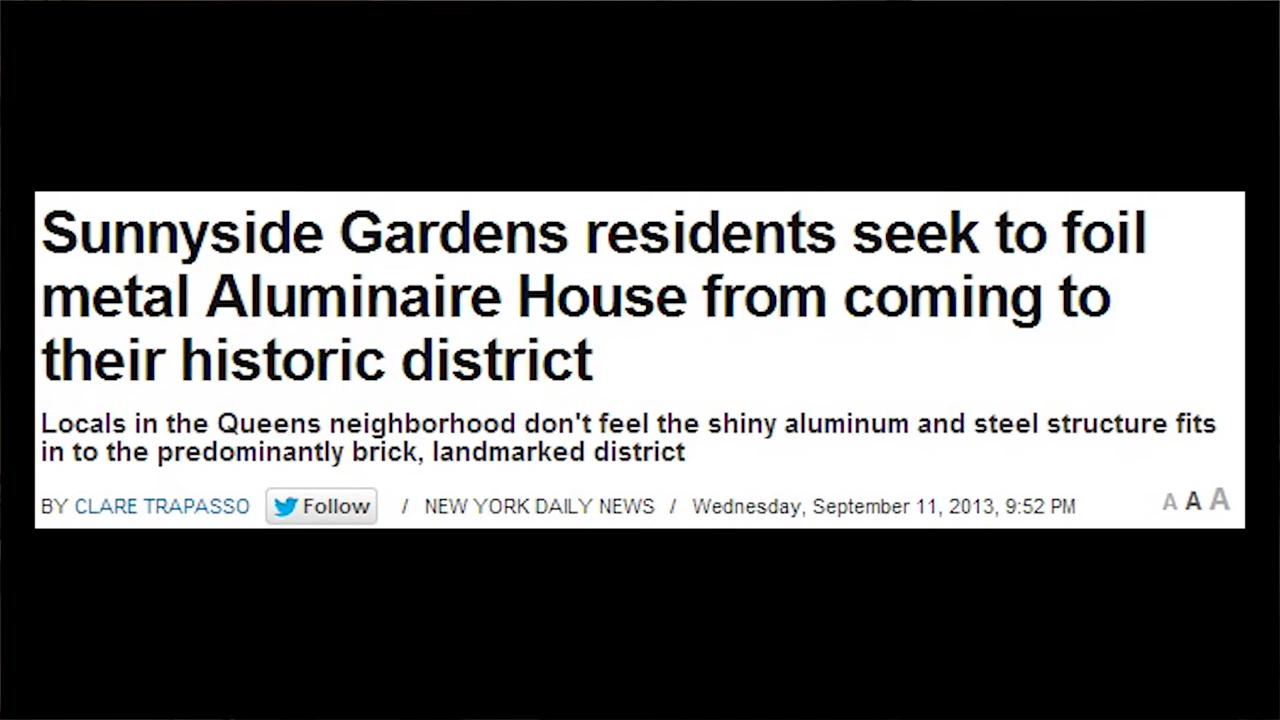 Sunnyside Gardens residents seek to foil
metal Aluminaire House from coming to
their historic district
Locals in the Queens neighborhood don't feel the shiny aluminum and steel structure fits
in to the predominantly brick, landmarked district
BY CLARE TRAPASSO Follow / NEW YORK DAILY NEWS / Wednesday, September 11, 2013, 9:52 PM A A A